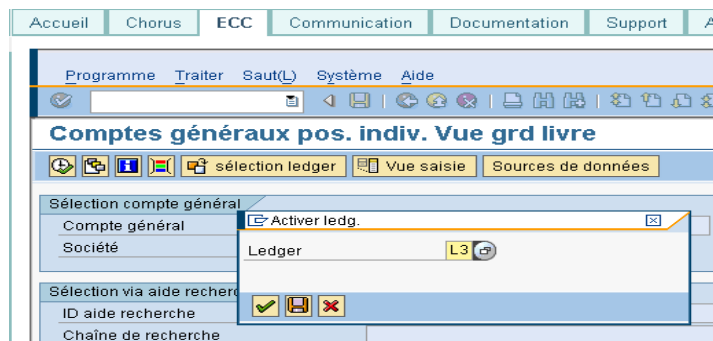 Accueil Chorus ECC Communication Documentation Support
Programme Traiter Saut(L) Système Aide
Comptes généraux pos. indiv. Vue grd livre
sélection ledger Vue saisie Sources de données
Sélection compte général
Activer ledg.
Compte général
Ledger L3
Société
Sélection via aide recherc
ID aide recherche
Chaîne de recherche